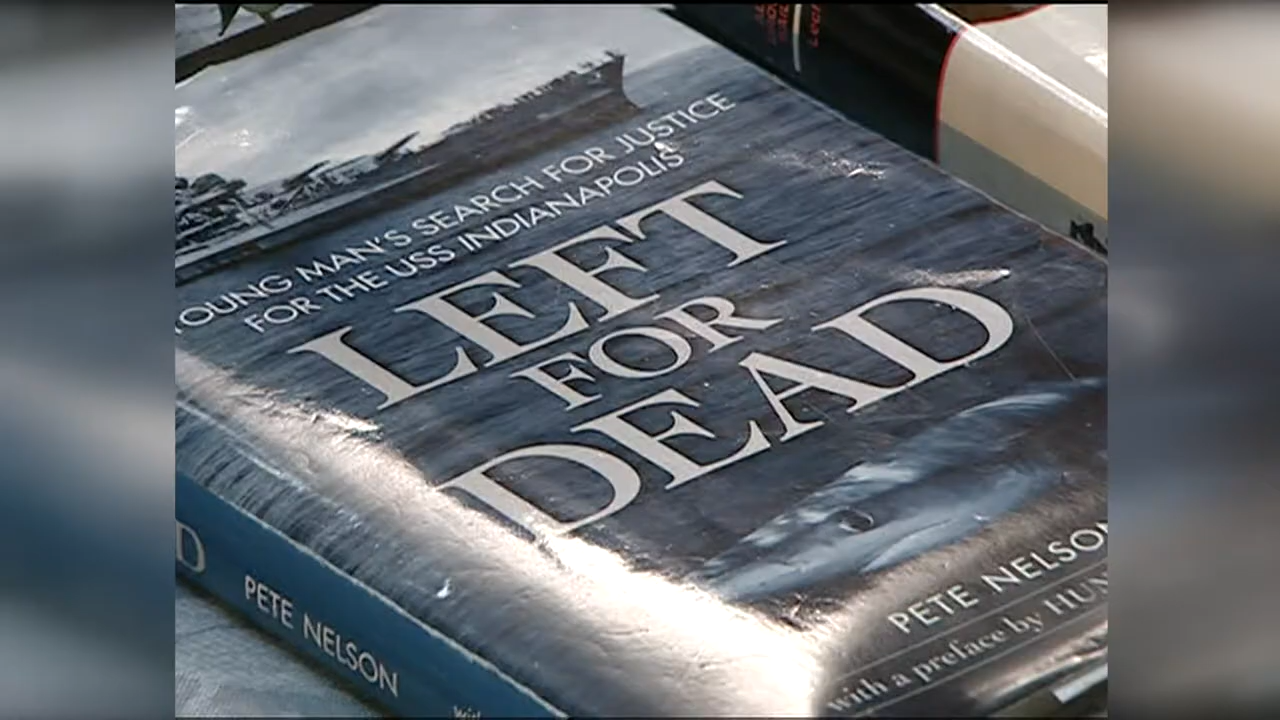 YOUNG MAN'S SEARCH FOR JUSTICE
FOR THE USS INDIANAPOLIS
LEFT
FOR
DEAD
PETE NELSON
with a preface by HUN
D
PETE NELSON